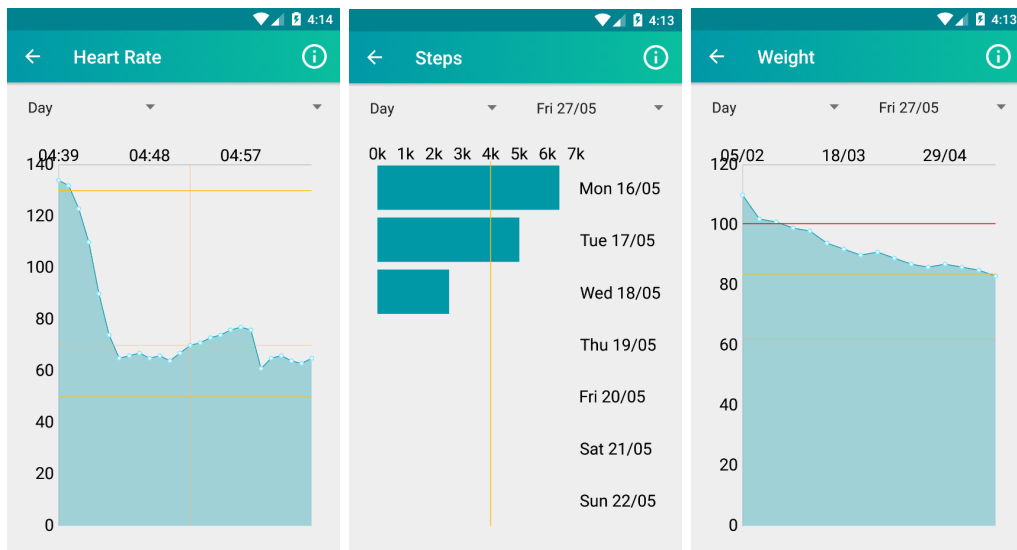 4:14
Heart Rate
Day
04:39 04:48 04:57
140
120
100
80
60
40
20
0
4:13
Steps
Day Fri 27/05
0k 1k 2k 3k 4k 5k 6k 7k
Mon 16/05
Tue 17/05
Wed 18/05
Thu 19/05
Fri 20/05
Sat 21/05
Sun 22/05
4:13
Weight
Day Fri 27/05
05/02 18/03 29/04
120
100
80
60
40
20
0